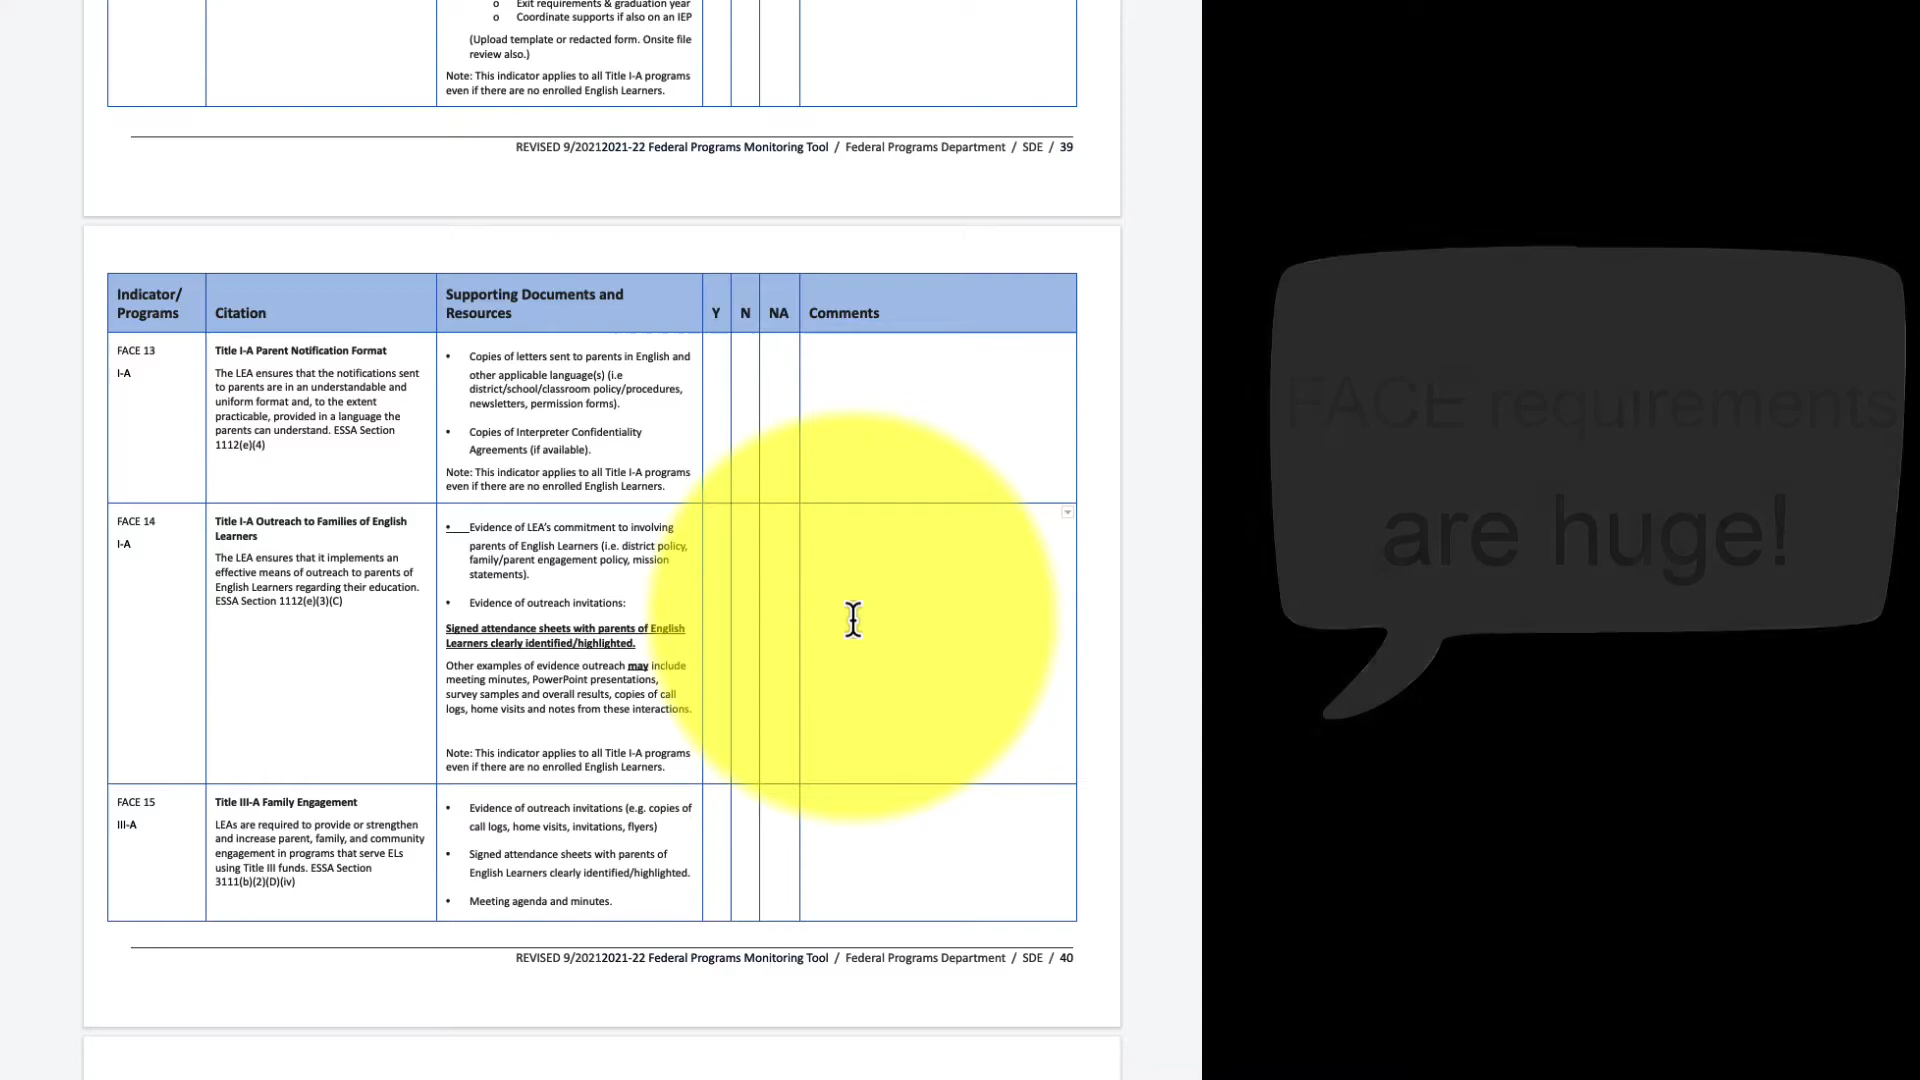 o Exit requirements & graduation year
o Coordinate supports if also on an IEP
(Upload template or redacted form. Onsite file
review also.)
Note: This indicator applies to all Title I-A programs
even if there are no enrolled English Learners.
REVISED 9/20212021-22 Federal Programs Monitoring Tool / Federal Programs Department / SDE / 39
Indicator/
Programs
Citation
Supporting Documents and
Resources
Y
N
NA
Comments
FACE 13
I-A
Title I-A Parent Notification Format
The LEA ensures that the notifications sent
to parents are in an understandable and
uniform format and, to the extent
practicable, provided in a language the
parents can understand. ESSA Section
1112(e)(4)
• Copies of letters sent to parents in English and
other applicable language(s) (i.e
district/school/classroom policy/procedures,
newsletters, permission forms).
• Copies of Interpreter Confidentiality
Agreements (if available).
Note: This indicator applies to all Title I-A programs
even if there are no enrolled English Learners.
FACE 14
I-A
Title I-A Outreach to Families of English
Learners
The LEA ensures that it implements an
effective means of outreach to parents of
English Learners regarding their education.
ESSA Section 1112(e)(3)(C)
• Evidence of LEA's commitment to involving
parents of English Learners (i.e. district policy,
family/parent engagement policy, mission
statements).
• Evidence of outreach invitations:
Signed attendance sheets with parents of English
Learners clearly identified/highlighted.
Other examples of evidence outreach may include
meeting minutes, PowerPoint presentations,
survey samples and overall results, copies of call
logs, home visits and notes from these interactions.
Note: This indicator applies to all Title I-A programs
even if there are no enrolled English Learners.
FACE 15
III-A
Title III-A Family Engagement
LEAs are required to provide or strengthen
and increase parent, family, and community
engagement in programs that serve ELs
using Title III funds. ESSA Section
3111(b)(2)(D)(iv)
• Evidence of outreach invitations (e.g. copies of
call logs, home visits, invitations, flyers)
• Signed attendance sheets with parents of
English Learners clearly identified/highlighted.
• Meeting agenda and minutes.
REVISED 9/20212021-22 Federal Programs Monitoring Tool / Federal Programs Department / SDE / 40
FACE requirements
are huge!